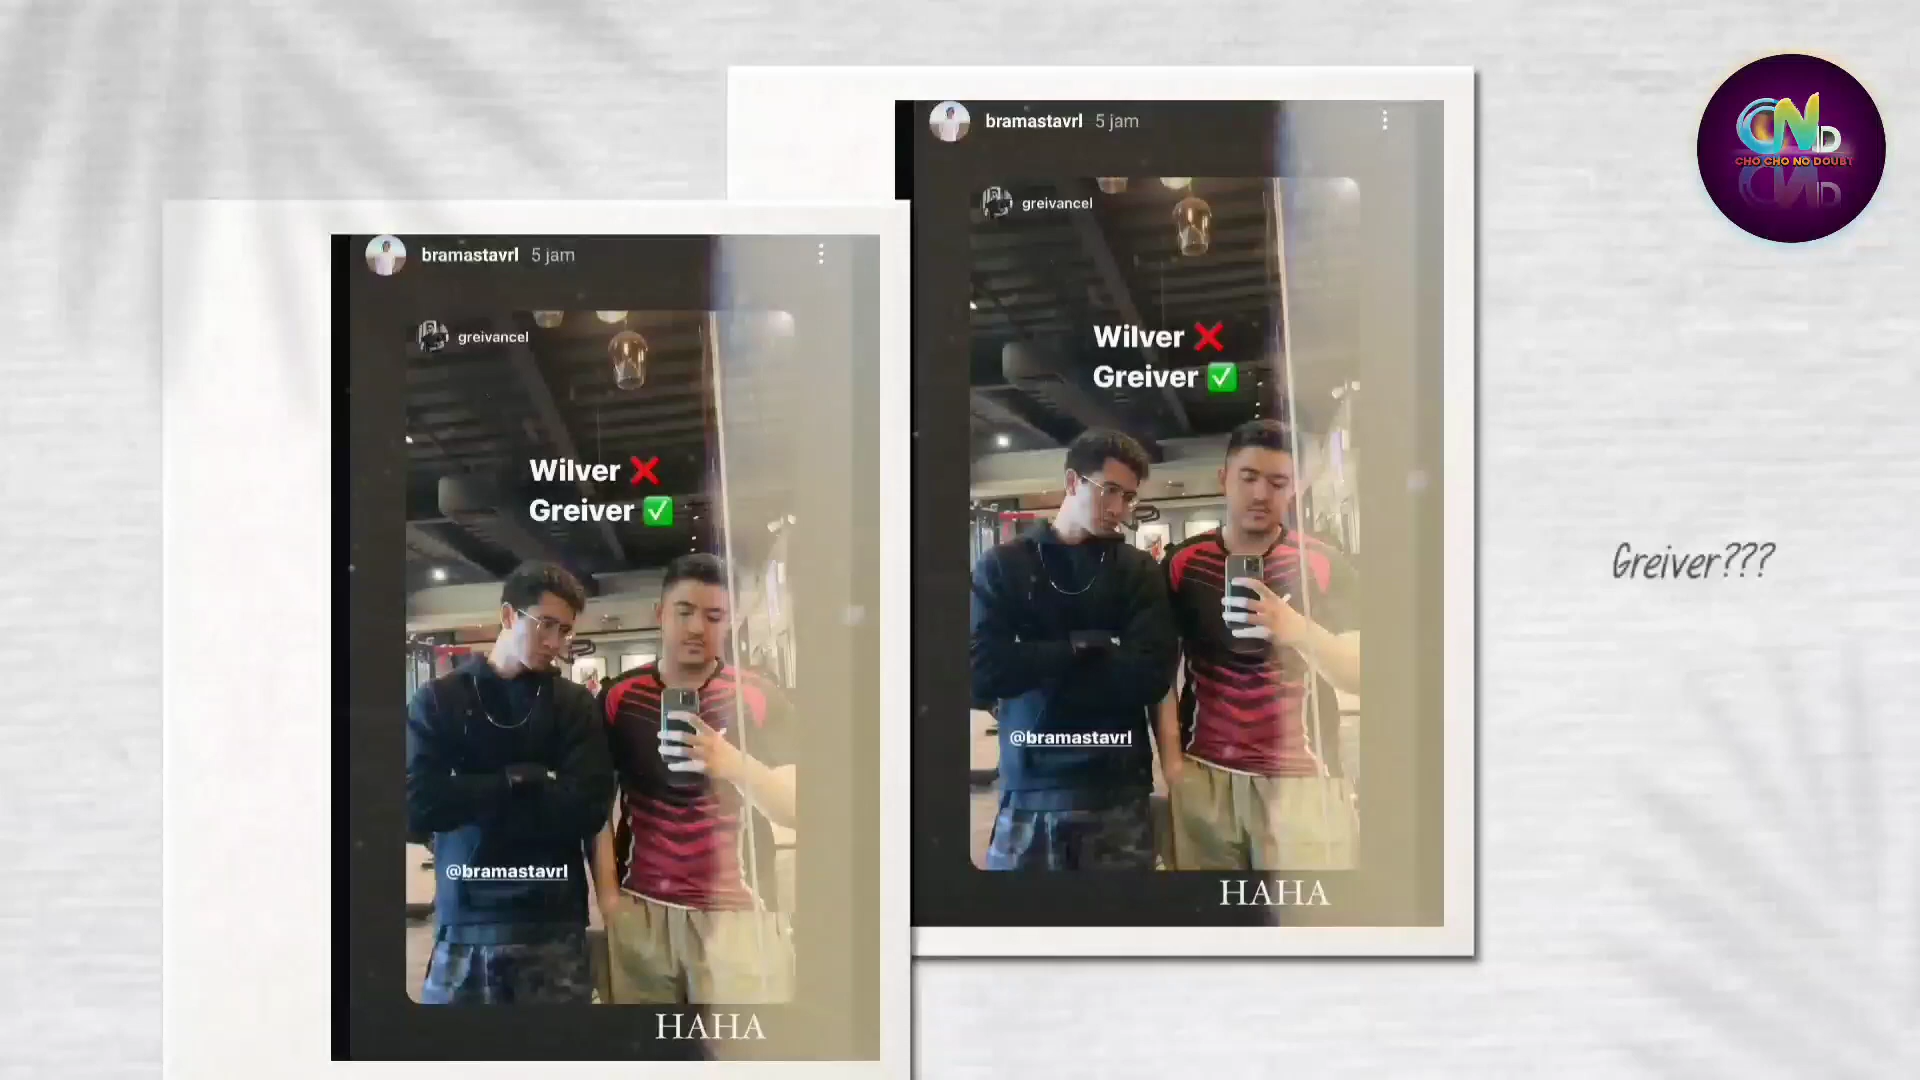 bramastavrl 5 jam
greivancel
Wilver ❌
Greiver ✅
@bramastavrl
HAHA
bramastavrl 5 jam
greivancel
Wilver ❌
Greiver ✅
@bramastavrl
HAHA
CND
CHO CHO NO DOUBT
Greiver???